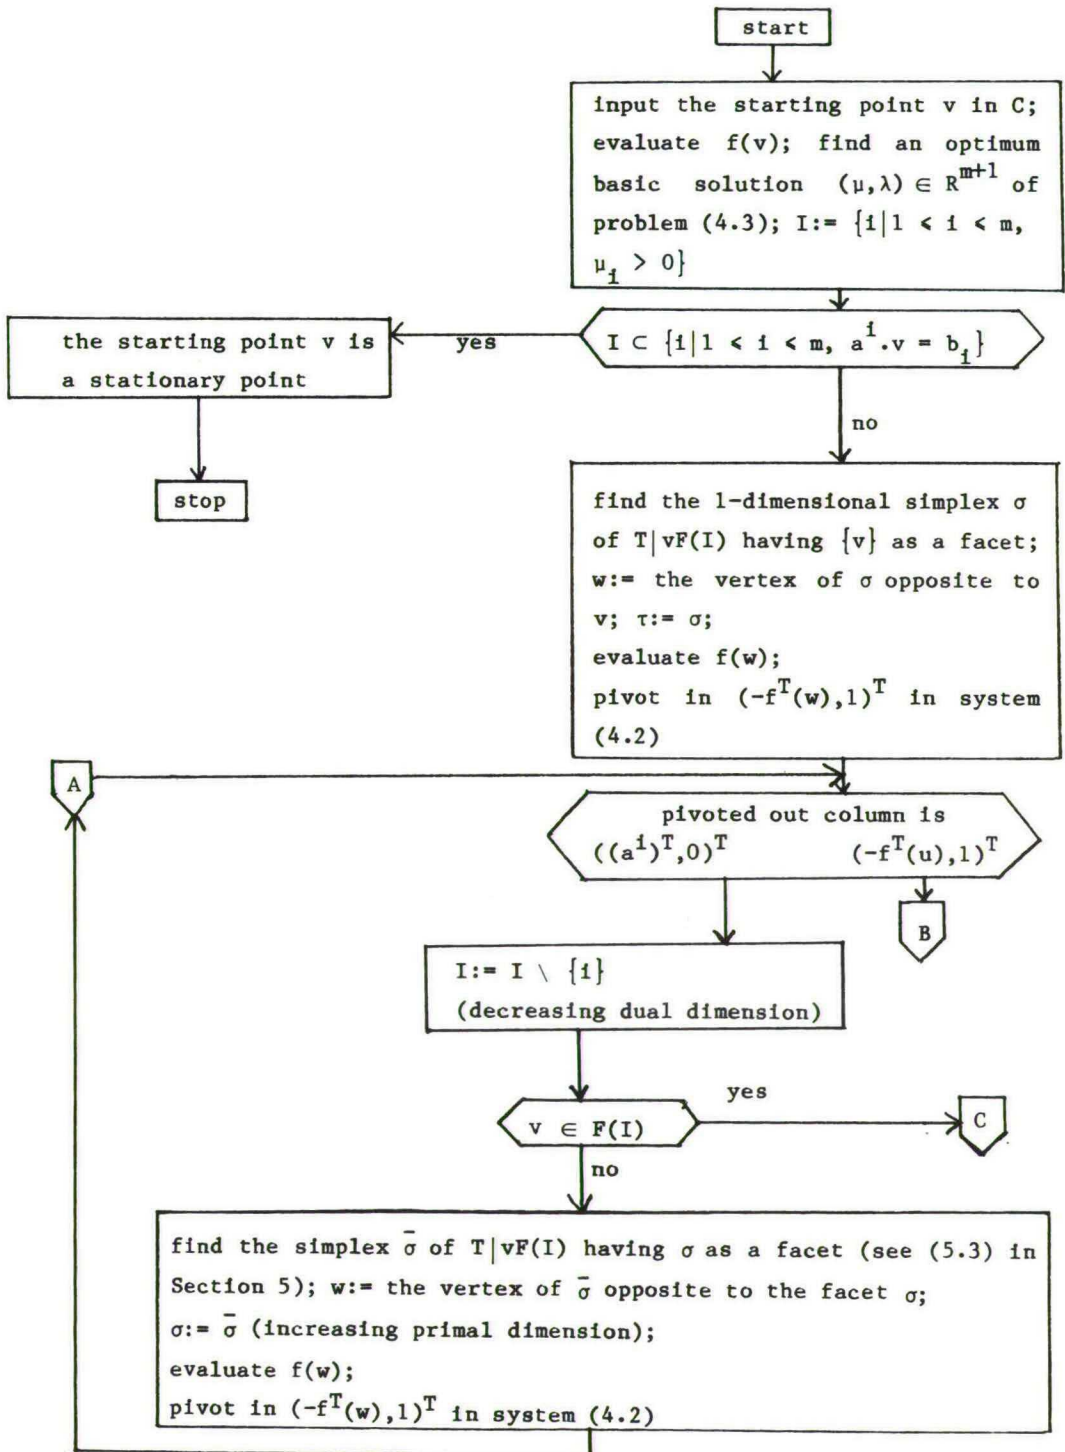 start
input the starting point v in C;
evaluate f(v); find an optimum
basic solution (μ,λ) ∈ R^{m+1} of
problem (4.3); I:= {i|1 < i < m,
μ_i > 0}
I ⊂ {i|1 < i < m, a^i.v = b_i}
yes
the starting point v is
a stationary point
no
stop
find the 1-dimensional simplex σ
of T|vF(I) having {v} as a facet;
w:= the vertex of σ opposite to
v; τ:= σ;
evaluate f(w);
pivot in (-f^T(w),1)^T in system
(4.2)
A
pivoted out column is
((a^i)^T,0)^T (-f^T(u),1)^T
B
I:= I \ {i}
(decreasing dual dimension)
yes
v ∈ F(I)
C
no
find the simplex σ̄ of T|vF(I) having σ as a facet (see (5.3) in
Section 5); w:= the vertex of σ̄ opposite to the facet σ;
σ:= σ̄ (increasing primal dimension);
evaluate f(w);
pivot in (-f^T(w),1)^T in system (4.2)